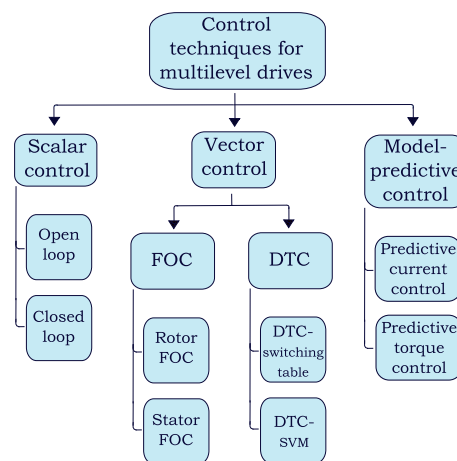 Control
techniques for
multilevel drives
Scalar
control
Vector
control
Model-
predictive
control
Open
loop
Closed
loop
FOC
DTC
Rotor
FOC
Stator
FOC
DTC-
switching
table
DTC-
SVM
Predictive
current
control
Predictive
torque
control